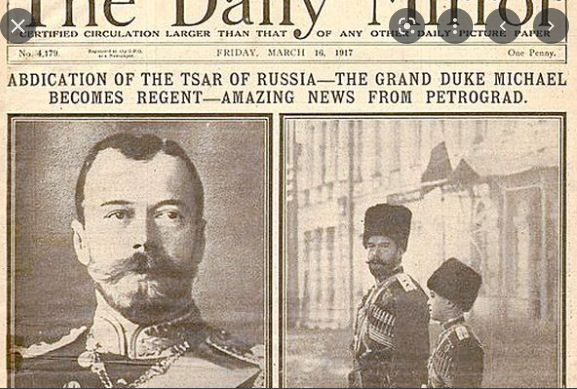 The Daily Mirror
CERTIFIED CIRCULATION LARGER THAN THAT OF ANY OTHER DAILY PICTURE PAPER
No. 4,179. Registered at the G.P.O. as a Newspaper. FRIDAY, MARCH 16, 1917 One Penny.
ABDICATION OF THE TSAR OF RUSSIA—THE GRAND DUKE MICHAEL
BECOMES REGENT—AMAZING NEWS FROM PETROGRAD.